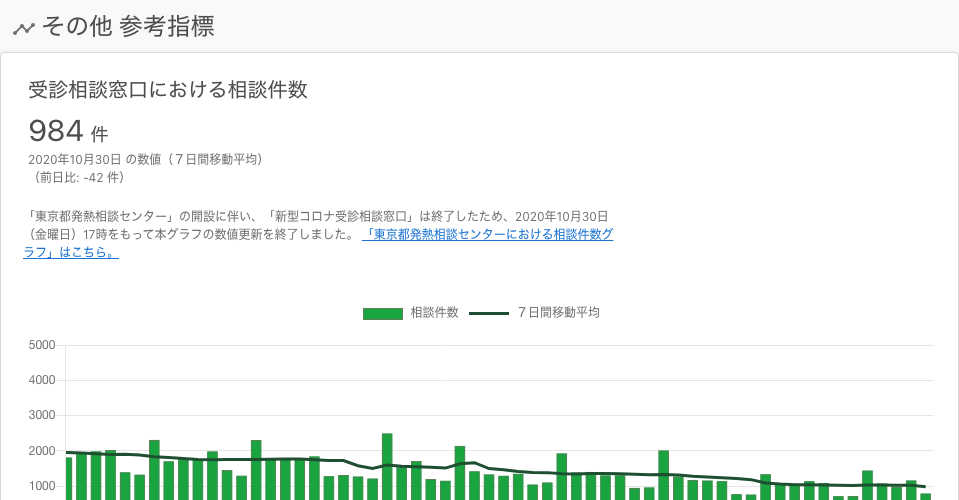 その他 参考指標
受診相談窓口における相談件数
984 件
2020年10月30日 の数値（７日間移動平均）
（前日比: -42 件）
「東京都発熱相談センター」の開設に伴い、「新型コロナ受診相談窓口」は終了したため、2020年10月30日
（金曜日）17時をもって本グラフの数値更新を終了しました。 「東京都発熱相談センターにおける相談件数グ
ラフ」はこちら。
相談件数 ７日間移動平均
5000
4000
3000
2000
1000